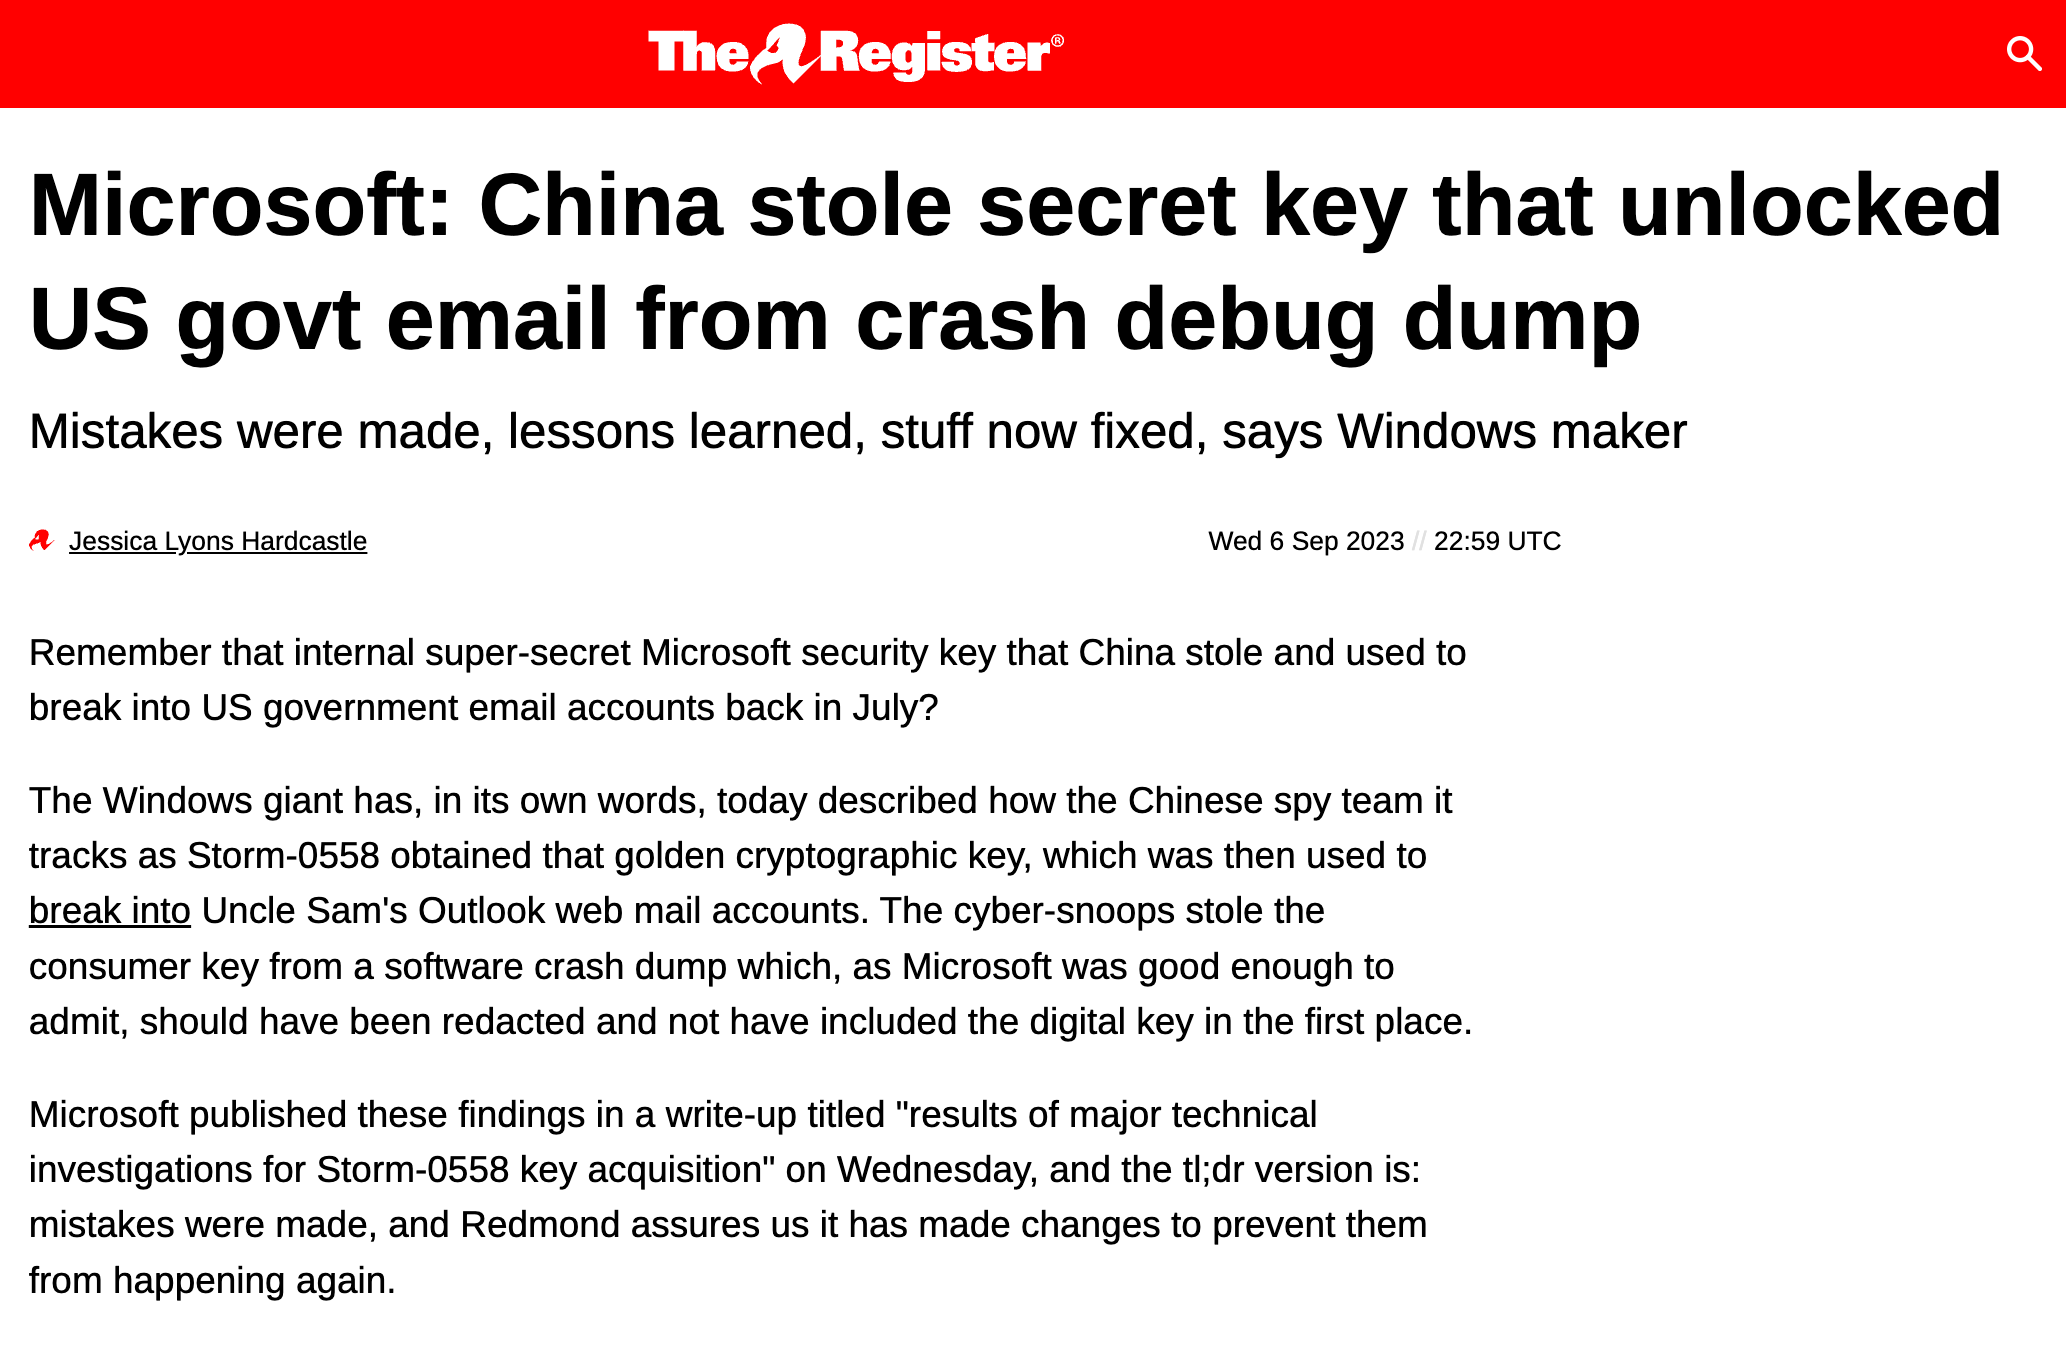 The Register®
Microsoft: China stole secret key that unlocked
US govt email from crash debug dump
Mistakes were made, lessons learned, stuff now fixed, says Windows maker
Jessica Lyons Hardcastle
Wed 6 Sep 2023 // 22:59 UTC
Remember that internal super-secret Microsoft security key that China stole and used to
break into US government email accounts back in July?
The Windows giant has, in its own words, today described how the Chinese spy team it
tracks as Storm-0558 obtained that golden cryptographic key, which was then used to
break into Uncle Sam's Outlook web mail accounts. The cyber-snoops stole the
consumer key from a software crash dump which, as Microsoft was good enough to
admit, should have been redacted and not have included the digital key in the first place.
Microsoft published these findings in a write-up titled "results of major technical
investigations for Storm-0558 key acquisition" on Wednesday, and the tl;dr version is:
mistakes were made, and Redmond assures us it has made changes to prevent them
from happening again.